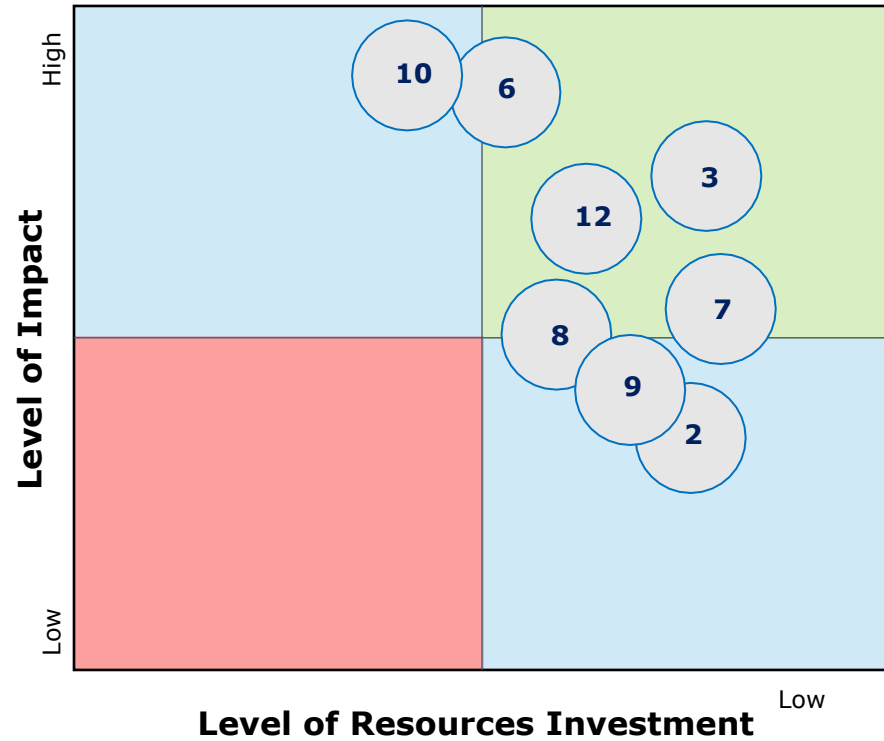 High
10
6
3
12
7
8
9
2
Level of Impact
Low
Low
Level of Resources Investment